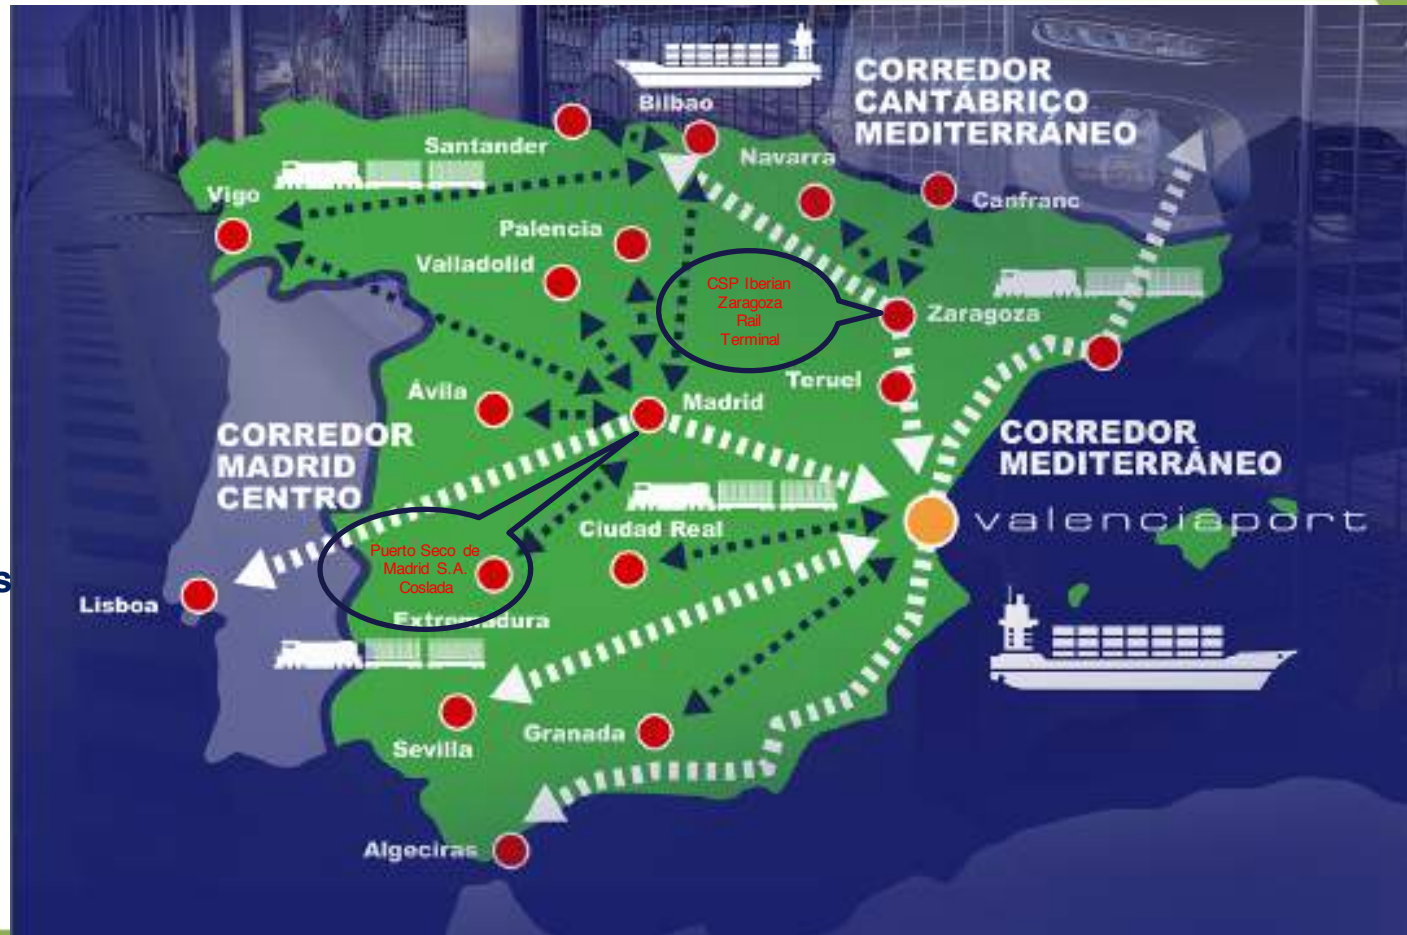 Bilbao
CORREDOR
CANTÁBRICO
MEDITERRÁNEO
Santander
Navarra
Vigo
Canfranc
Palencia
Valladolid
CSP Iberian
Zaragoza
Rail
Terminal
Zaragoza
Teruel
Ávila
Madrid
CORREDOR
MADRID
CENTRO
CORREDOR
MEDITERRÁNEO
valenciaport
Ciudad Real
Puerto Seco de
Madrid S.A.
Coslada
s
Lisboa
Extremadura
Sevilla
Granada
Algeciras